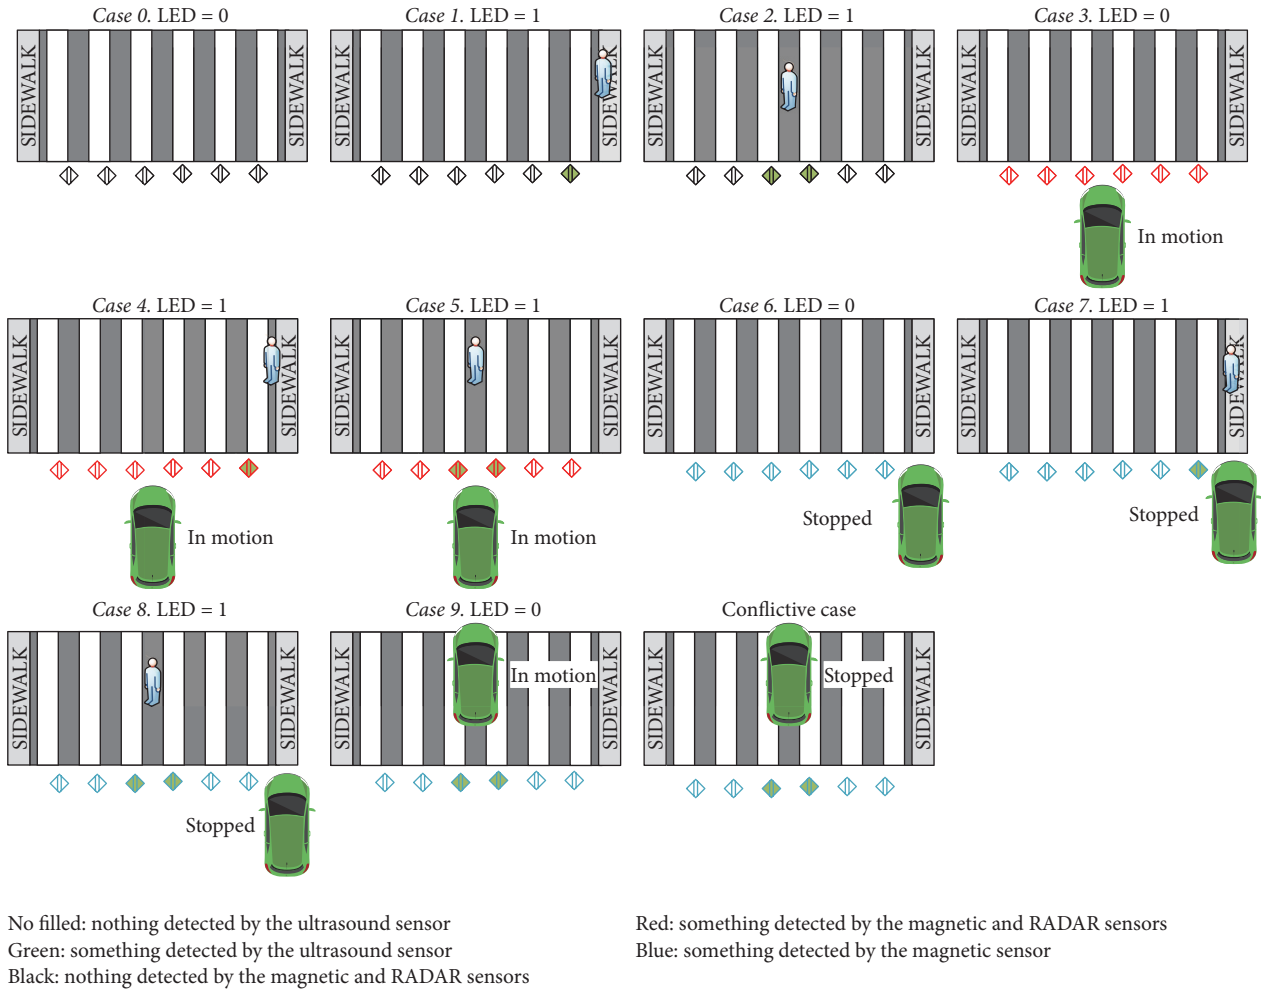 Case 0. LED = 0
Case 1. LED = 1
Case 2. LED = 1
Case 3. LED = 0
SIDEWALK
SIDEWALK
SIDEWALK
SIDEWALK
SIDEWALK
SIDEWALK
SIDEWALK
SIDEWALK
In motion
Case 4. LED = 1
Case 5. LED = 1
Case 6. LED = 0
Case 7. LED = 1
SIDEWALK
SIDEWALK
SIDEWALK
SIDEWALK
SIDEWALK
SIDEWALK
SIDEWALK
SIDEWALK
In motion
In motion
Stopped
Stopped
Case 8. LED = 1
Case 9. LED = 0
Conflictive case
SIDEWALK
SIDEWALK
SIDEWALK
SIDEWALK
SIDEWALK
SIDEWALK
In motion
Stopped
Stopped
No filled: nothing detected by the ultrasound sensor
Green: something detected by the ultrasound sensor
Black: nothing detected by the magnetic and RADAR sensors
Red: something detected by the magnetic and RADAR sensors
Blue: something detected by the magnetic sensor